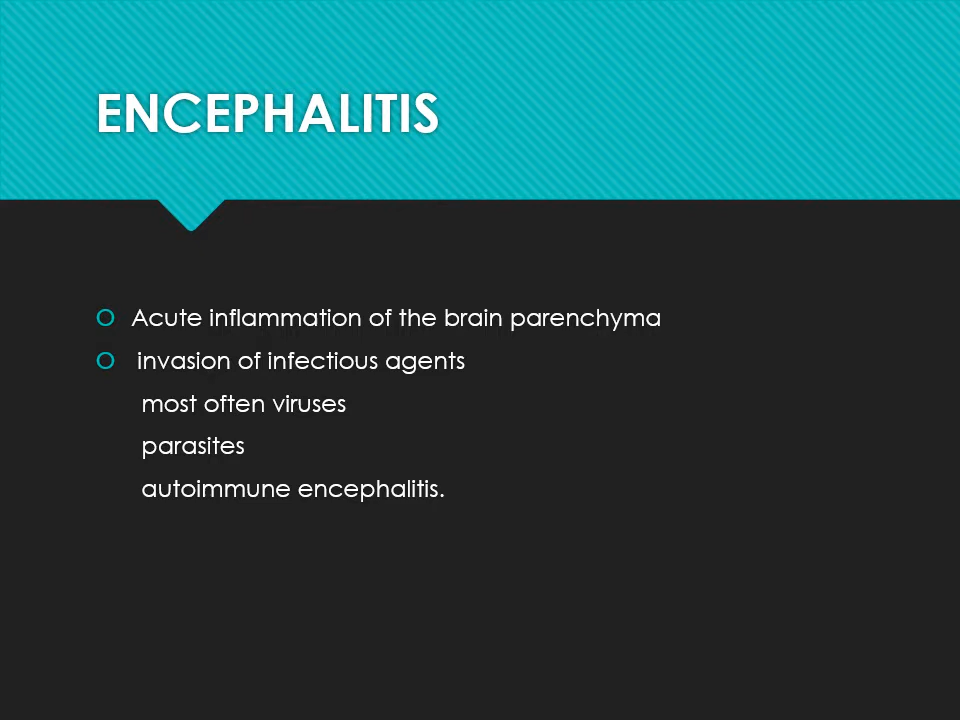 ENCEPHALITIS
Acute inflammation of the brain parenchyma
invasion of infectious agents
most often viruses
parasites
autoimmune encephalitis.